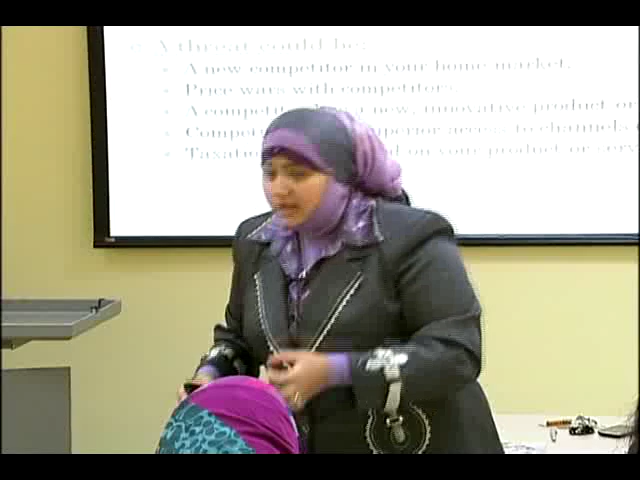 A threat could be:
A new competitor in your home market.
Price wars with competitors.
A new, innovative product or
superior access to channels
Taxation on your product or